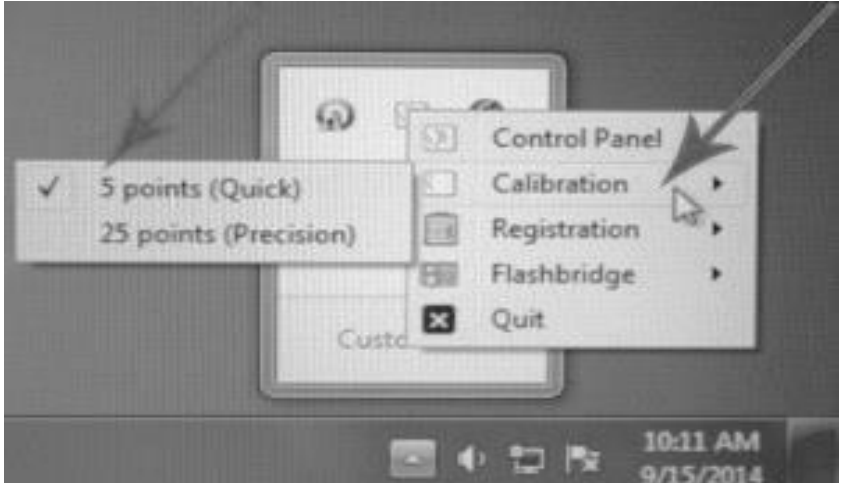 Control Panel
Calibration
Registration
Flashbridge
Quit
5 points (Quick)
25 points (Precision)
Custo
10:11 AM
9/15/2014